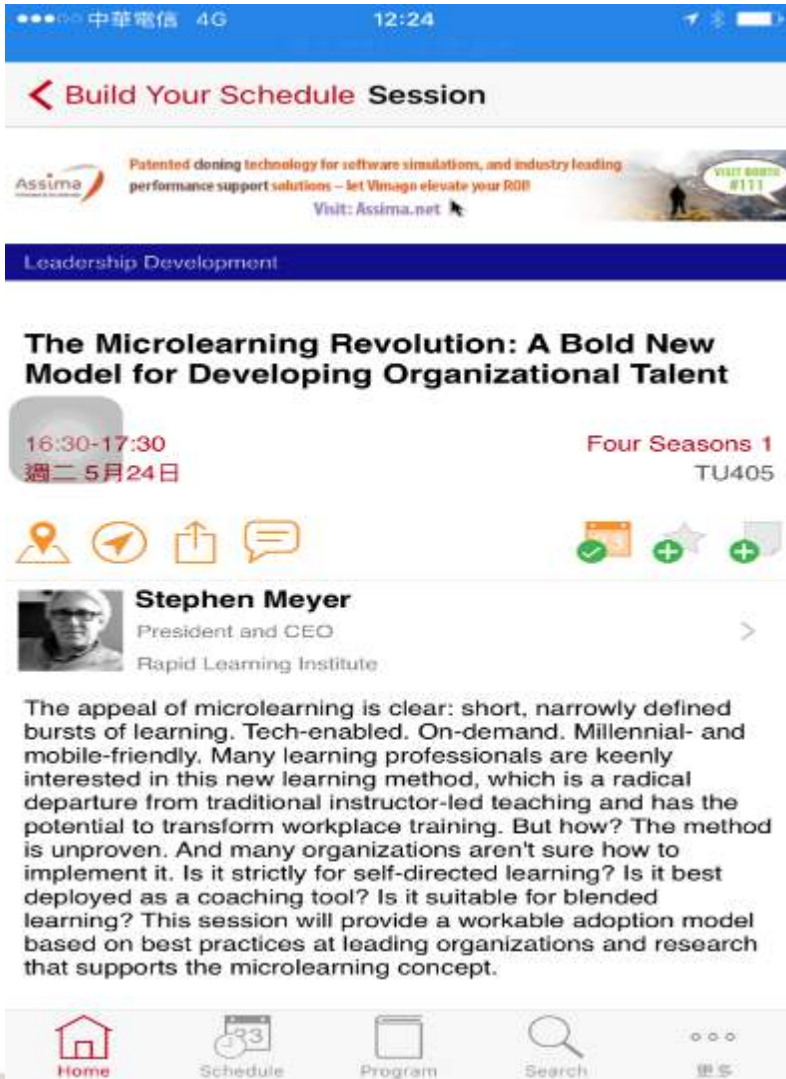 中華電信 4G 12:24
Build Your Schedule Session
Assima
Patented cloning technology for software simulations, and industry leading
performance support solutions – let Vimago elevate your ROI!
Visit: Assima.net
VISIT BOOTH
#111
Leadership Development
The Microlearning Revolution: A Bold New
Model for Developing Organizational Talent
16:30-17:30 Four Seasons 1
週二 5月24日 TU405
Stephen Meyer
President and CEO
Rapid Learning Institute
The appeal of microlearning is clear: short, narrowly defined
bursts of learning. Tech-enabled. On-demand. Millennial- and
mobile-friendly. Many learning professionals are keenly
interested in this new learning method, which is a radical
departure from traditional instructor-led teaching and has the
potential to transform workplace training. But how? The method
is unproven. And many organizations aren't sure how to
implement it. Is it strictly for self-directed learning? Is it best
deployed as a coaching tool? Is it suitable for blended
learning? This session will provide a workable adoption model
based on best practices at leading organizations and research
that supports the microlearning concept.
Home Schedule Program Search 更多